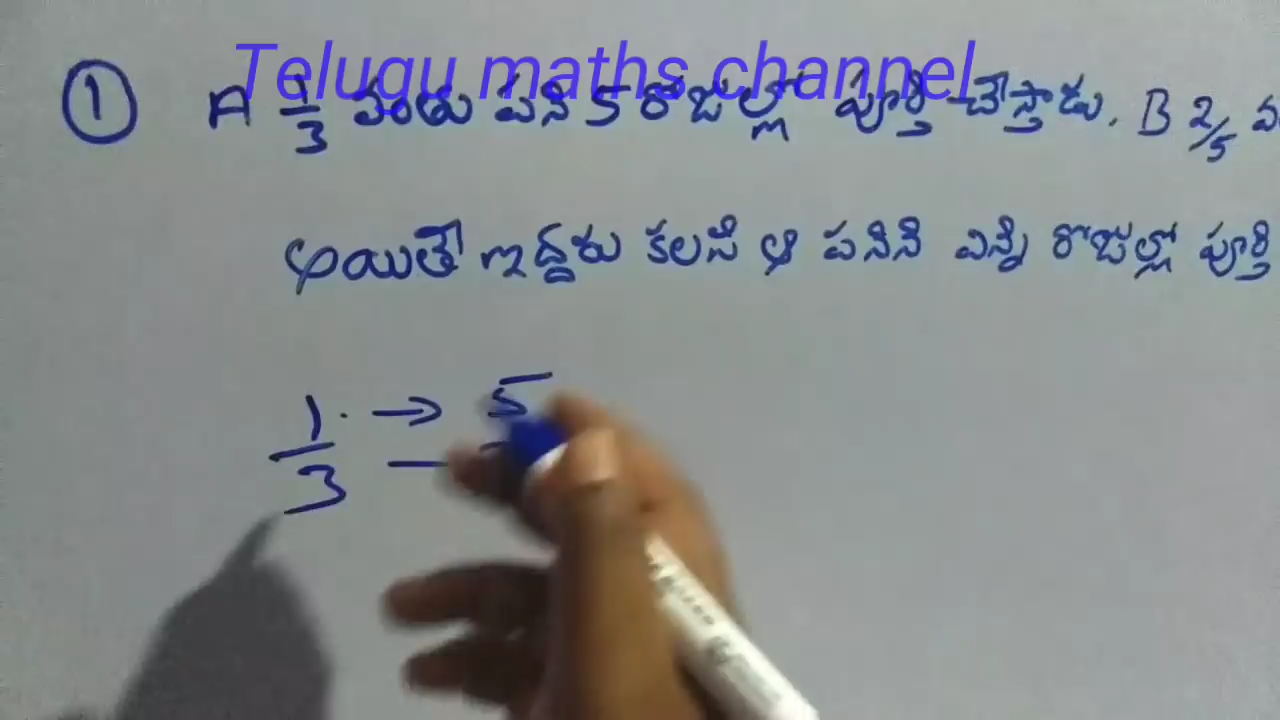 Telugu maths channel
① A 1/3 వంతు పని 5 రోజుల్లో పూర్తి చేస్తాడు. B 2/5
అయితే ఇద్దరు కలసి ఆ పనిని ఎన్ని రోజుల్లో పూర్తి
1/3 → 5